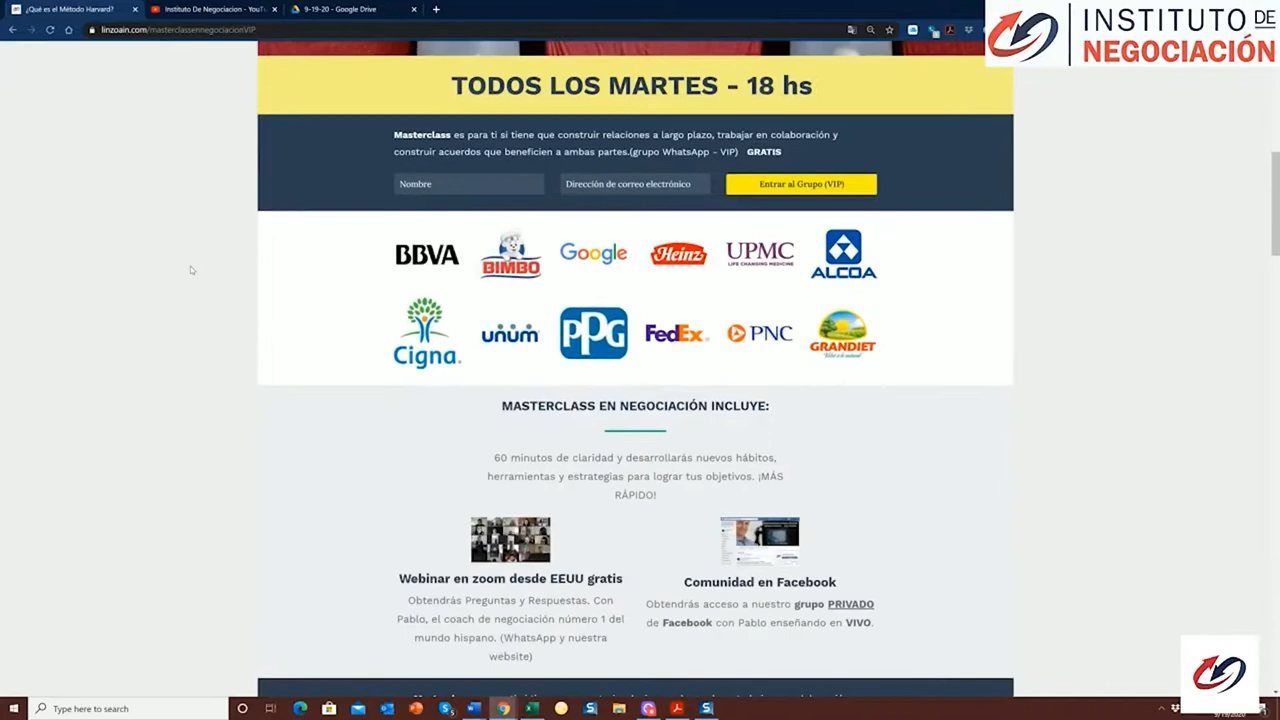 ¿Qué es el Método Harvard?
Instituto De Negociacion - YouT
9-19-20 - Google Drive
linzoain.com/masterclassennegociacionVIP
INSTITUTO DE
NEGOCIACIÓN
TODOS LOS MARTES - 18 hs
Masterclass es para ti si tiene que construir relaciones a largo plazo, trabajar en colaboración y
construir acuerdos que beneficien a ambas partes.(grupo WhatsApp - VIP) GRATIS
Nombre
Dirección de correo electrónico
Entrar al Grupo (VIP)
BBVA
BIMBO
Google
Heinz
UPMC
LIFE CHANGING MEDICINE
ALCOA
Cigna
unum
PPG
FedEx
PNC
GRANDIET
MASTERCLASS EN NEGOCIACIÓN INCLUYE:
60 minutos de claridad y desarrollarás nuevos hábitos,
herramientas y estrategias para lograr tus objetivos. ¡MÁS
RÁPIDO!
Webinar en zoom desde EEUU gratis
Obtendrás Preguntas y Respuestas. Con
Pablo, el coach de negociación número 1 del
mundo hispano. (WhatsApp y nuestra
website)
Comunidad en Facebook
Obtendrás acceso a nuestro grupo PRIVADO
de Facebook con Pablo enseñando en VIVO.
Type here to search
9/19/2020